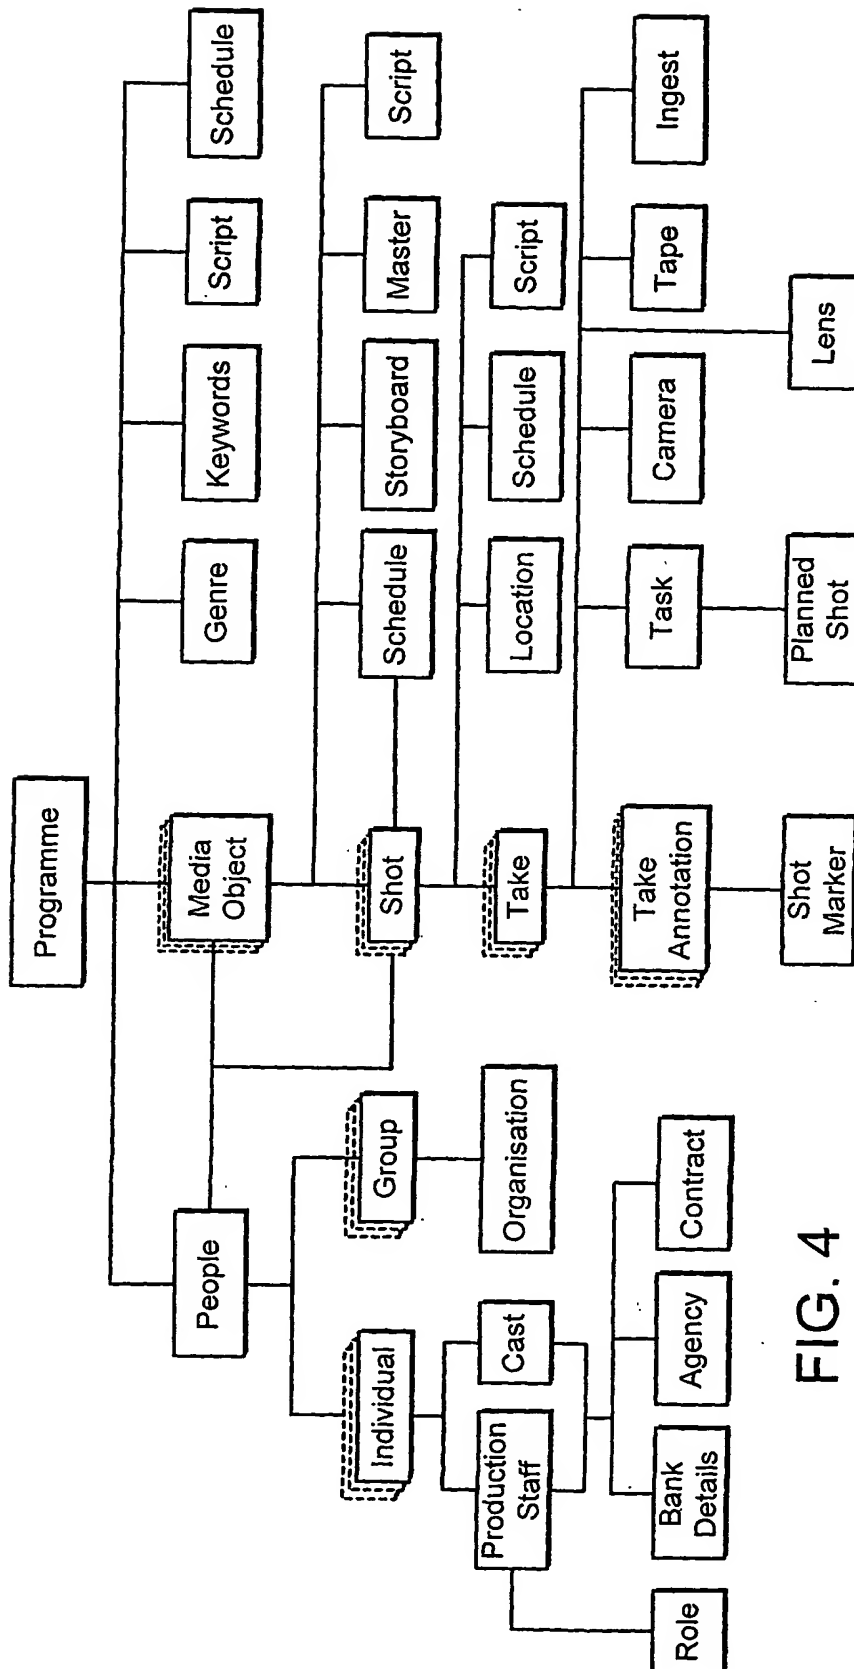 Programme
People
Media
Object
Genre
Keywords
Script
Schedule
Individual
Group
Shot
Schedule
Storyboard
Master
Script
Production
Staff
Cast
Organisation
Take
Location
Schedule
Script
Role
Bank
Details
Agency
Contract
Take
Annotation
Task
Camera
Tape
Ingest
Shot
Marker
Planned
Shot
Lens
FIG. 4